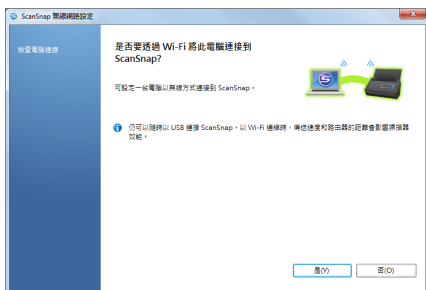 ScanSnap 無線網路設定
檢查電腦連線
是否要透過 Wi-Fi 將此電腦連接到
ScanSnap?
可設定一台電腦以無線方式連接到 ScanSnap。
仍可以隨時以 USB 連接 ScanSnap。以 Wi-Fi 連線時，傳送速度和路由器的距離會影響掃描器
效能。
是(Y)
否(O)